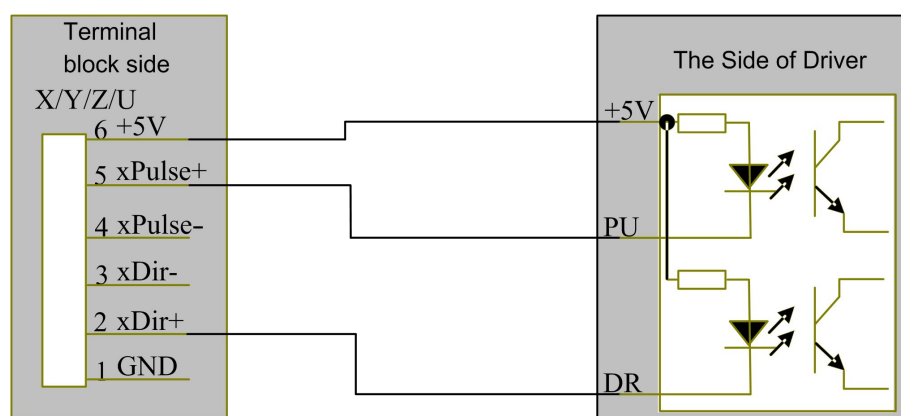 Terminal
block side
X/Y/Z/U
6 +5V
5 xPulse+
4 xPulse-
3 xDir-
2 xDir+
1 GND
The Side of Driver
+5V
PU
DR